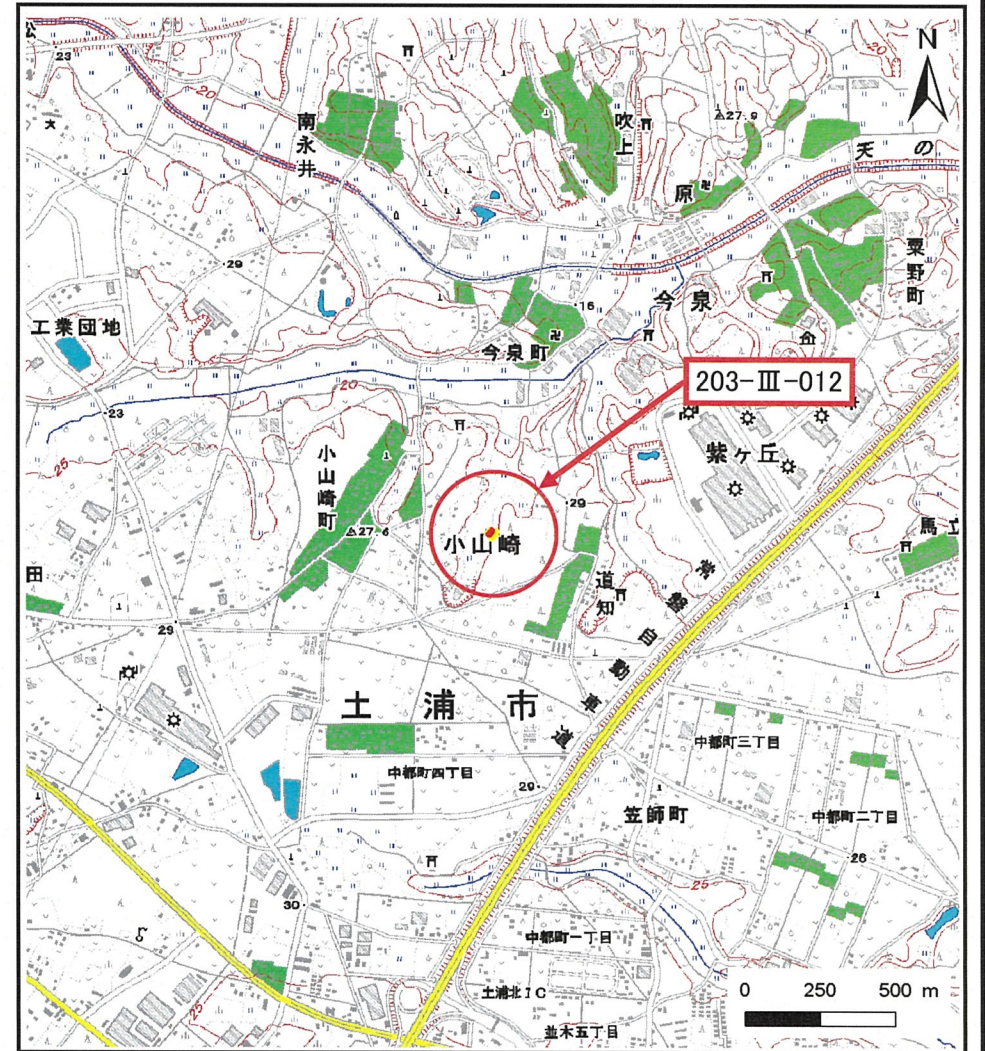 N
松
23
20
20
南永井
吹上
27.9
天の
原
粟野町
29
16
今泉
工業団地
今泉町
20
203-Ⅲ-012
23
25
小山崎町
紫ヶ丘
29
27.6
小山崎
馬立
道知
田
29
常磐自動車道
土浦市
中都町三丁目
中都町四丁目
29
笠師町
中都町二丁目
26
25
30
中都町一丁目
土浦北IC
25
並木五丁目
0 250 500 m